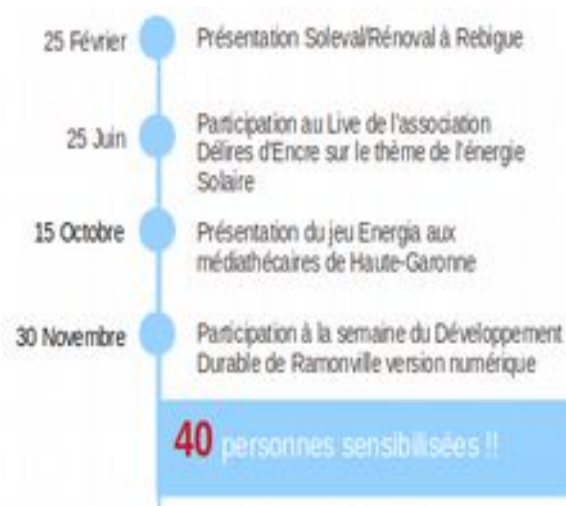 25 Février
Présentation Soleval/Rénoval à Rebigue
25 Juin
Participation au Live de l'association
Délires d'Encre sur le thème de l'énergie
Solaire
15 Octobre
Présentation du jeu Energia aux
médiathécaires de Haute-Garonne
30 Novembre
Participation à la semaine du Développement
Durable de Ramonville version numérique
40 personnes sensibilisées !!